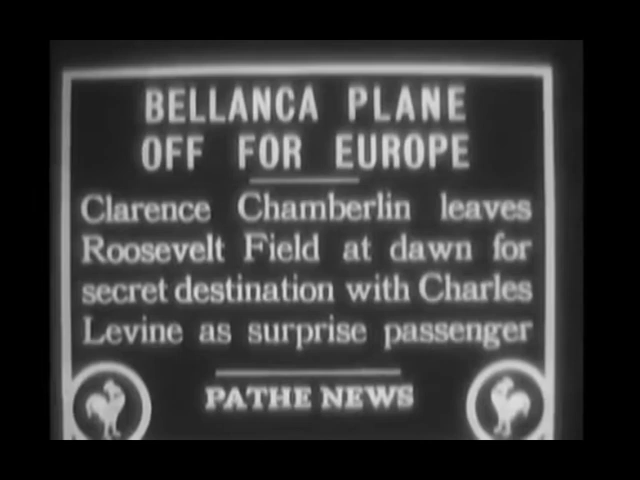 BELLANCA PLANE
OFF FOR EUROPE
Clarence Chamberlin leaves
Roosevelt Field at dawn for
secret destination with Charles
Levine as surprise passenger
PATHE NEWS